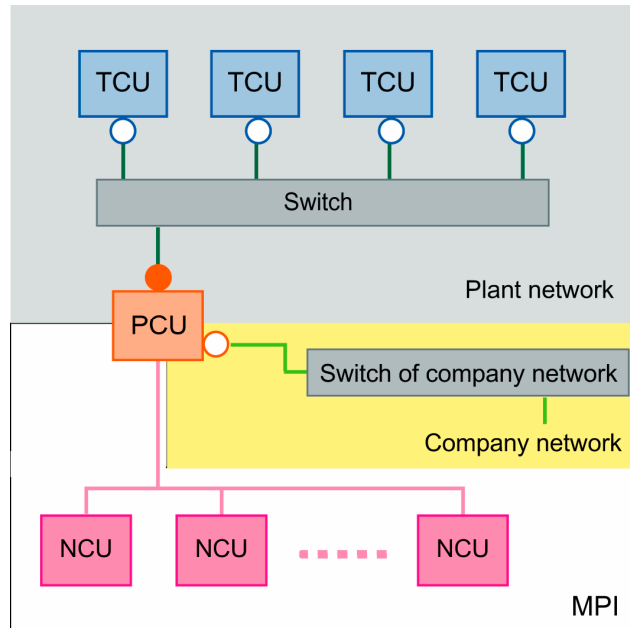 TCU
TCU
TCU
TCU
Switch
Plant network
PCU
Switch of company network
Company network
NCU
NCU
NCU
MPI